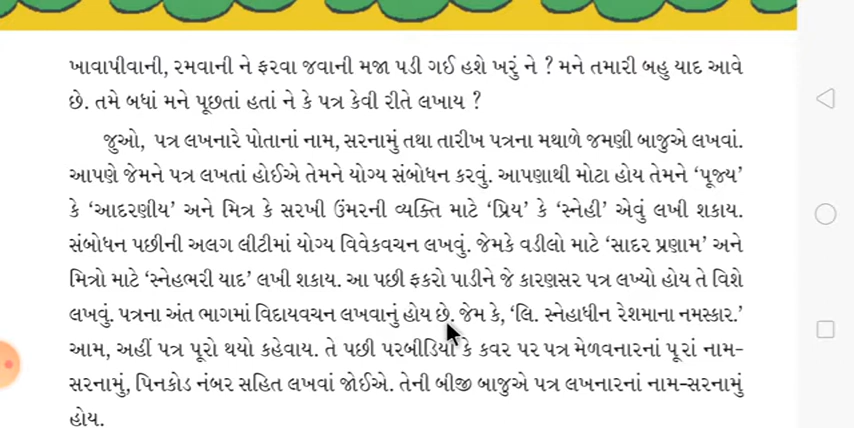 ખાવાપીવાની, રમવાની ને ફરવા જવાની મજા પડી ગઈ હશે ખરું ને ? મને તમારી બહુ યાદ આવે
છે. તમે બધાં મને પૂછતાં હતાં ને કે પત્ર કેવી રીતે લખાય ?
જુઓ, પત્ર લખનારે પોતાનાં નામ, સરનામું તથા તારીખ પત્રના મથાળે જમણી બાજુએ લખવાં.
આપણે જેમને પત્ર લખતાં હોઈએ તેમને યોગ્ય સંબોધન કરવું. આપણાથી મોટા હોય તેમને ‘પૂજ્ય’
કે ‘આદરણીય’ અને મિત્ર કે સરખી ઉંમરની વ્યક્તિ માટે ‘પ્રિય’ કે ‘સ્નેહી’ એવું લખી શકાય.
સંબોધન પછીની અલગ લીટીમાં યોગ્ય વિવેકવચન લખવું. જેમકે વડીલો માટે ‘સાદર પ્રણામ’ અને
મિત્રો માટે ‘સ્નેહભરી યાદ’ લખી શકાય. આ પછી ફકરો પાડીને જે કારણસર પત્ર લખ્યો હોય તે વિશે
લખવું. પત્રના અંત ભાગમાં વિદાયવચન લખવાનું હોય છે. જેમ કે, ‘લિ. સ્નેહાધીન રેશમાના નમસ્કાર.’
આમ, અહીં પત્ર પૂરો થયો કહેવાય. તે પછી પરબીડિયા કે કવર પર પત્ર મેળવનારનાં પૂરાં નામ-
સરનામું, પિનકોડ નંબર સહિત લખવાં જોઈએ. તેની બીજી બાજુએ પત્ર લખનારનાં નામ-સરનામું
હોય.